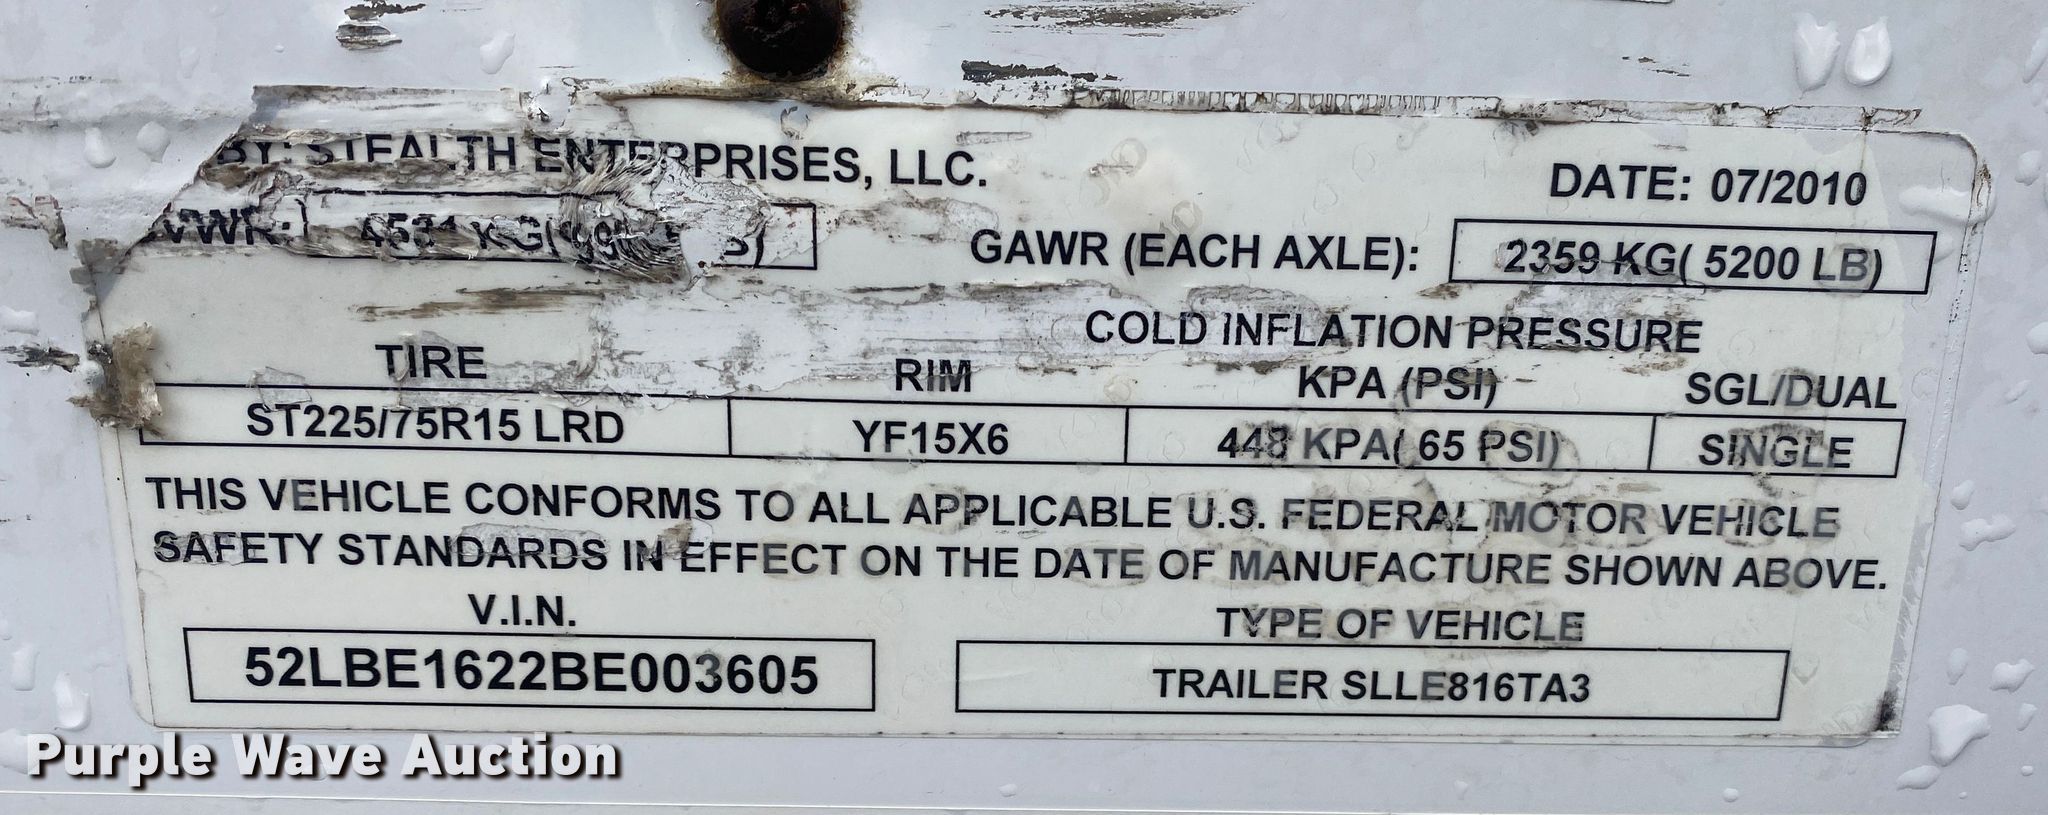 BY: STEALTH ENTERPRISES, LLC.
DATE: 07/2010
GAWR (EACH AXLE): 2359 KG( 5200 LB)
COLD INFLATION PRESSURE
TIRE RIM KPA (PSI) SGL/DUAL
ST225/75R15 LRD YF15X6 448 KPA( 65 PSI) SINGLE
THIS VEHICLE CONFORMS TO ALL APPLICABLE U.S. FEDERAL MOTOR VEHICLE
SAFETY STANDARDS IN EFFECT ON THE DATE OF MANUFACTURE SHOWN ABOVE.
V.I.N. TYPE OF VEHICLE
52LBE1622BE003605 TRAILER SLLE816TA3
Purple Wave Auction